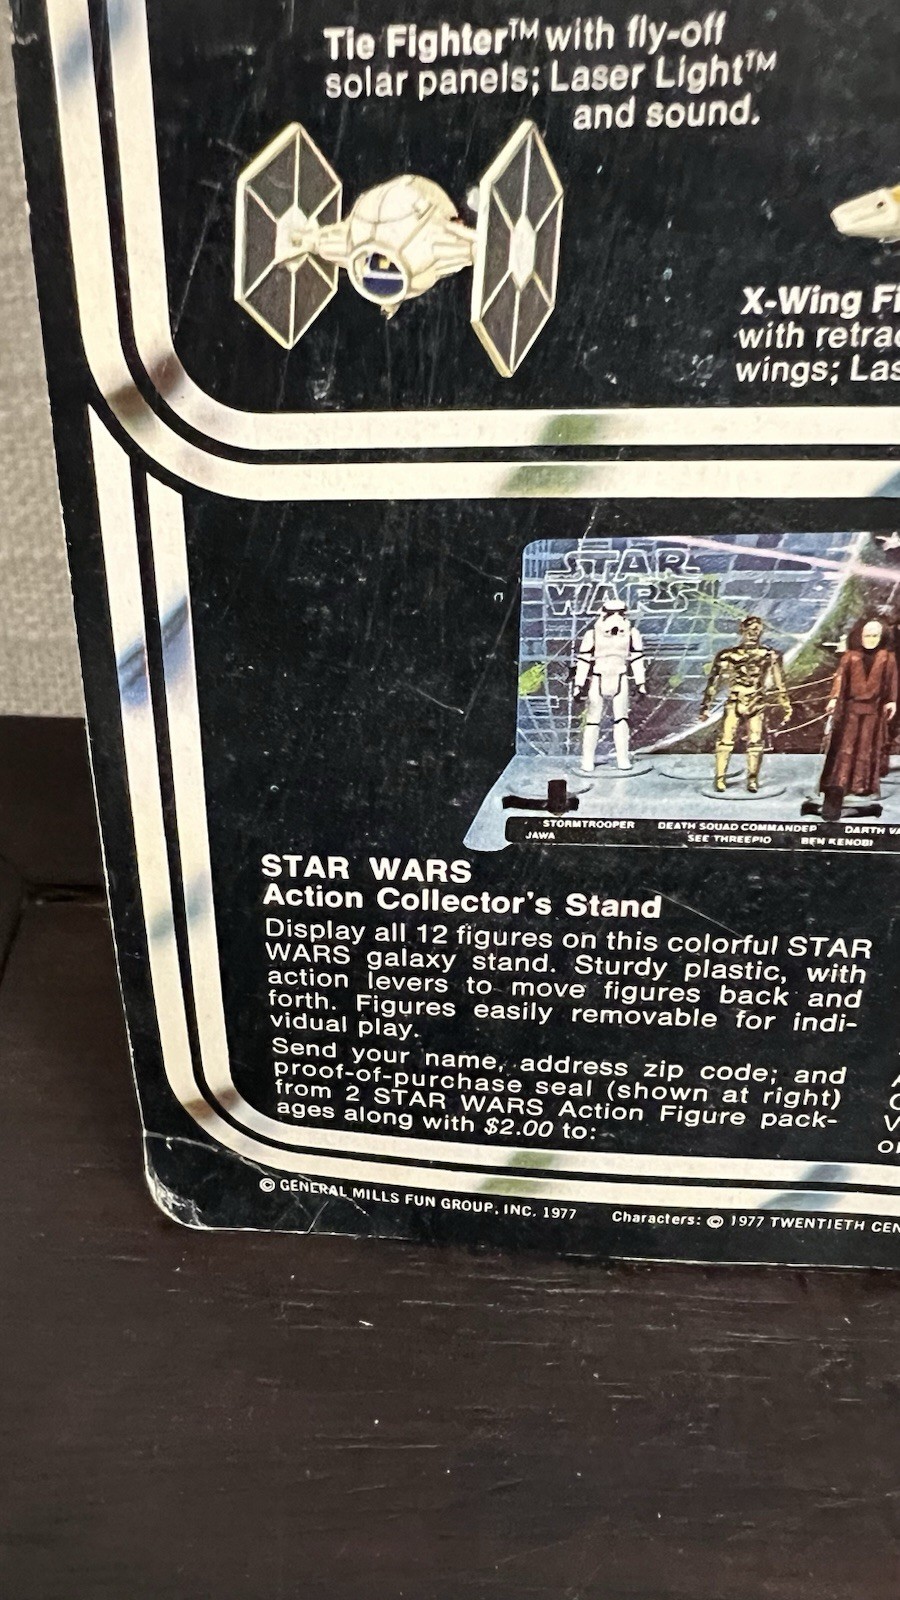 Tie Fighter™ with fly-off
solar panels; Laser Light™
and sound.
X-Wing Fi
with retrac
wings; Las
STAR
WARS
STORMTROOPER DEATH SQUAD COMMANDER DARTH VA
JAWA SEE THREEPIO BEN KENOBI
STAR WARS
Action Collector's Stand
Display all 12 figures on this colorful STAR
WARS galaxy stand. Sturdy plastic, with
action levers to move figures back and
forth. Figures easily removable for indi-
vidual play.
Send your name, address zip code; and
proof-of-purchase seal (shown at right)
from 2 STAR WARS Action Figure pack-
ages along with $2.00 to:
© GENERAL MILLS FUN GROUP, INC. 1977 Characters: © 1977 TWENTIETH CEN